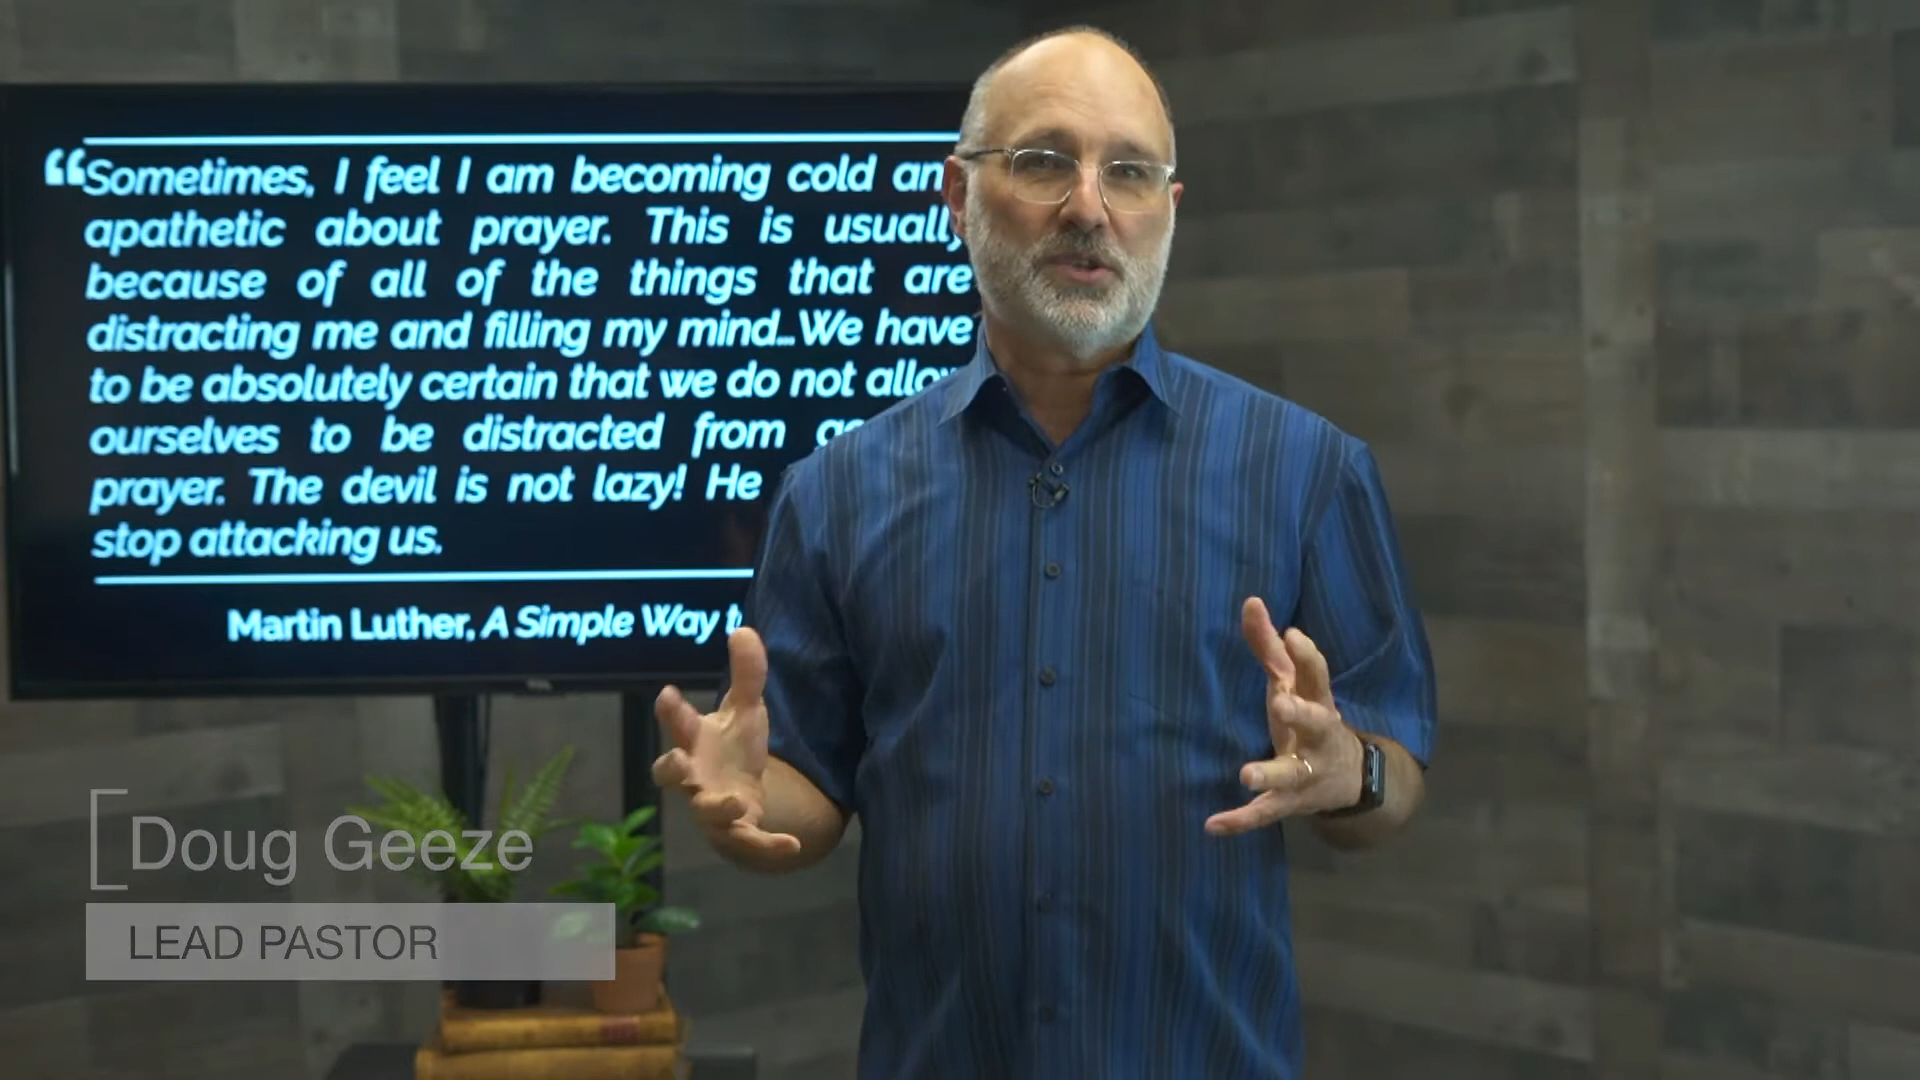 “Sometimes, I feel I am becoming cold
apathetic about prayer. This is usually
because of all of the things that are
distracting me and filling my mind...We have
to be absolutely certain that we do not allow
ourselves to be distracted from
prayer. The devil is not lazy! He
stop attacking us.
Martin Luther, A Simple Way
Doug Geeze
LEAD PASTOR